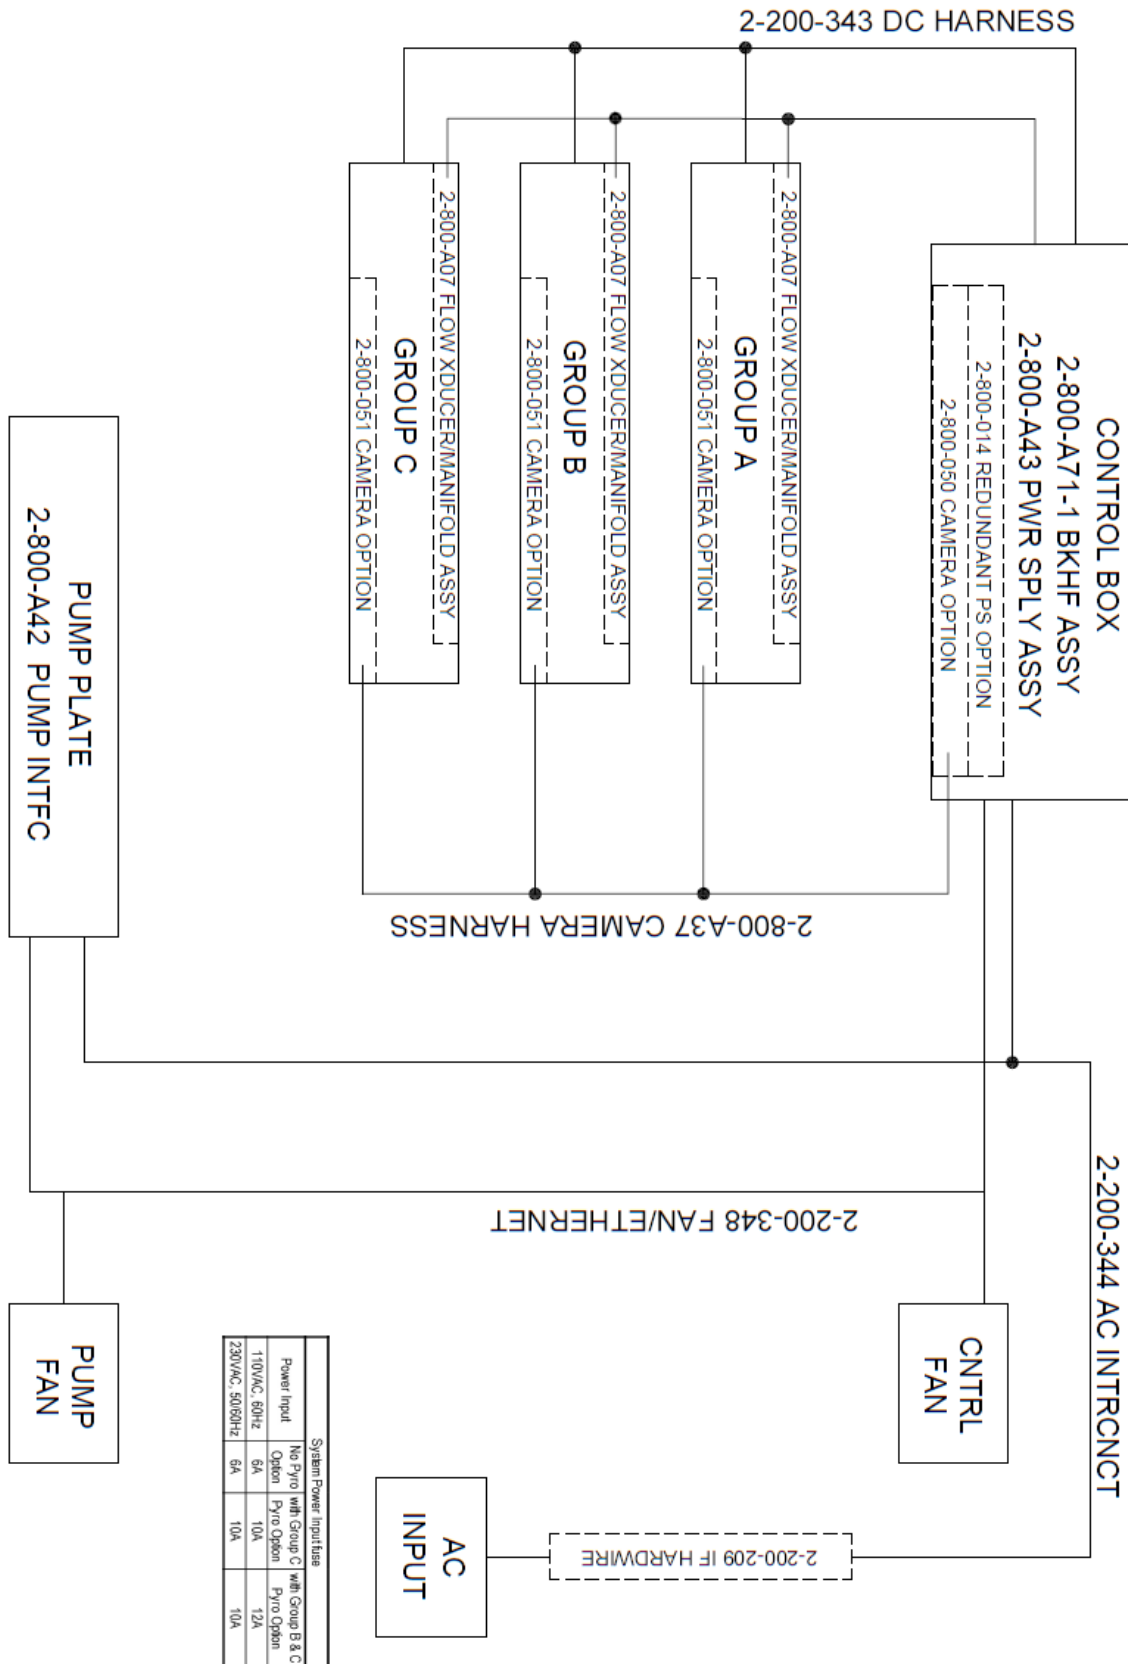 2-200-343 DC HARNESS
CONTROL BOX
2-800-A71-1 BKHF ASSY
2-800-A43 PWR SPLY ASSY
2-800-014 REDUNDANT PS OPTION
2-800-050 CAMERA OPTION
2-800-A07 FLOW XDUCER/MANIFOLD ASSY
GROUP A
2-800-051 CAMERA OPTION
2-800-A07 FLOW XDUCER/MANIFOLD ASSY
GROUP B
2-800-051 CAMERA OPTION
2-800-A07 FLOW XDUCER/MANIFOLD ASSY
GROUP C
2-800-051 CAMERA OPTION
PUMP PLATE
2-800-A42 PUMP INTFC
2-800-A37 CAMERA HARNESS
2-200-344 AC INTRCNCT
2-200-348 FAN/ETHERNET
CNTRL
FAN
PUMP
FAN
2-200-209 IF HARDWIRE
AC
INPUT
System Power Input fuse
Power Input No Pyro Option with Group C Pyro Option with Group B & C Pyro Option
110VAC, 60Hz 6A 10A 12A
230VAC, 50/60Hz 6A 10A 10A